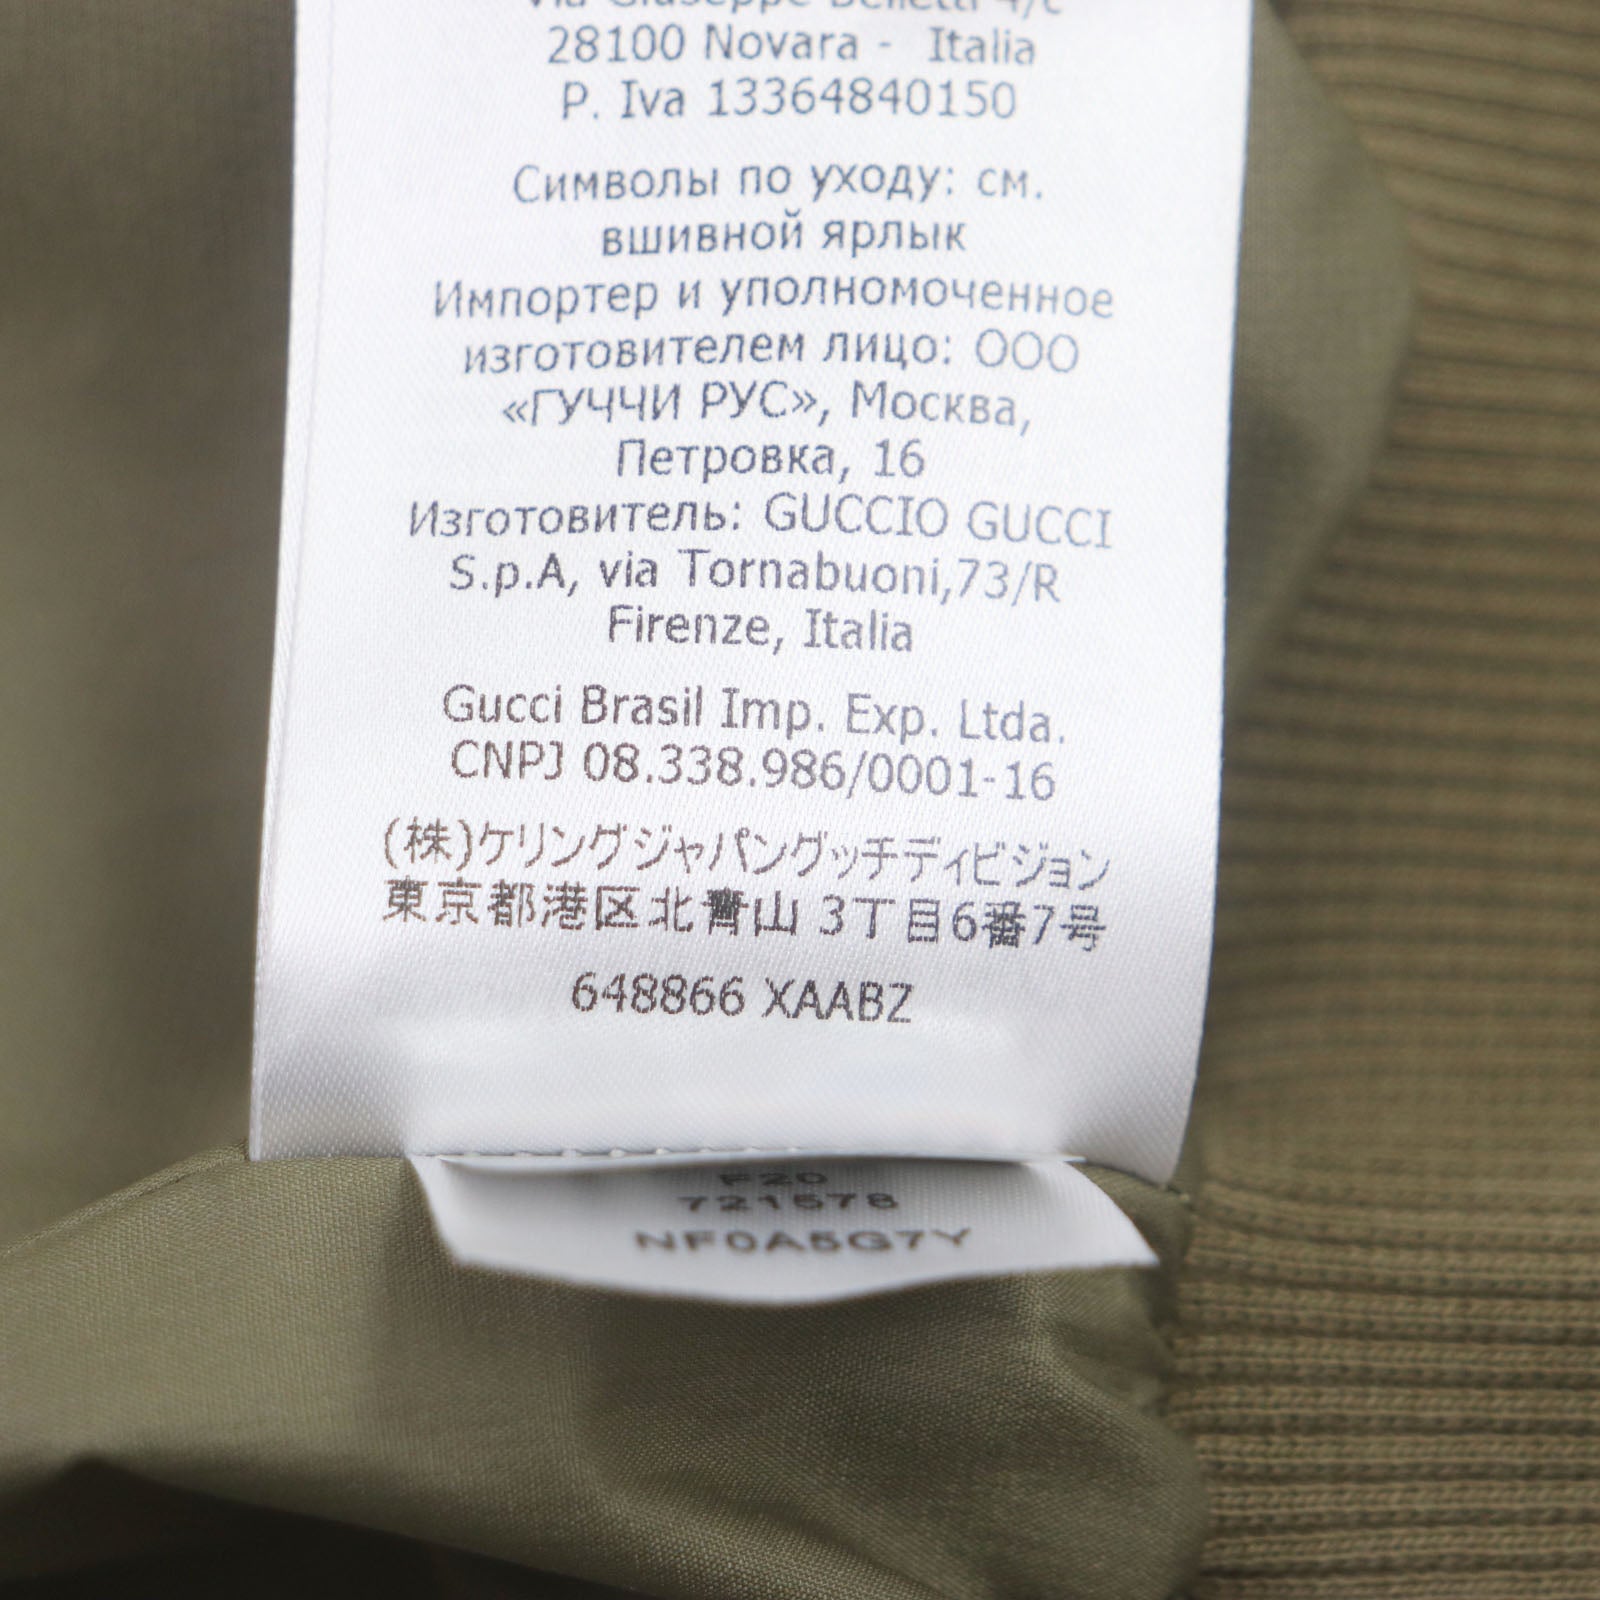 Via Giuseppe Belletti 4/c
28100 Novara - Italia
P. Iva 13364840150
Символы по уходу: см.
вшивной ярлык
Импортер и уполномоченное
изготовителем лицо: ООО
«ГУЧЧИ РУС», Москва,
Петровка, 16
Изготовитель: GUCCIO GUCCI
S.p.A, via Tornabuoni,73/R
Firenze, Italia
Gucci Brasil Imp. Exp. Ltda.
CNPJ 08.338.986/0001-16
(株)ケリングジャパングッチディビジョン
東京都港区北青山 3丁目6番7号
648866 XAABZ
F20
721578
NF0A5G7Y